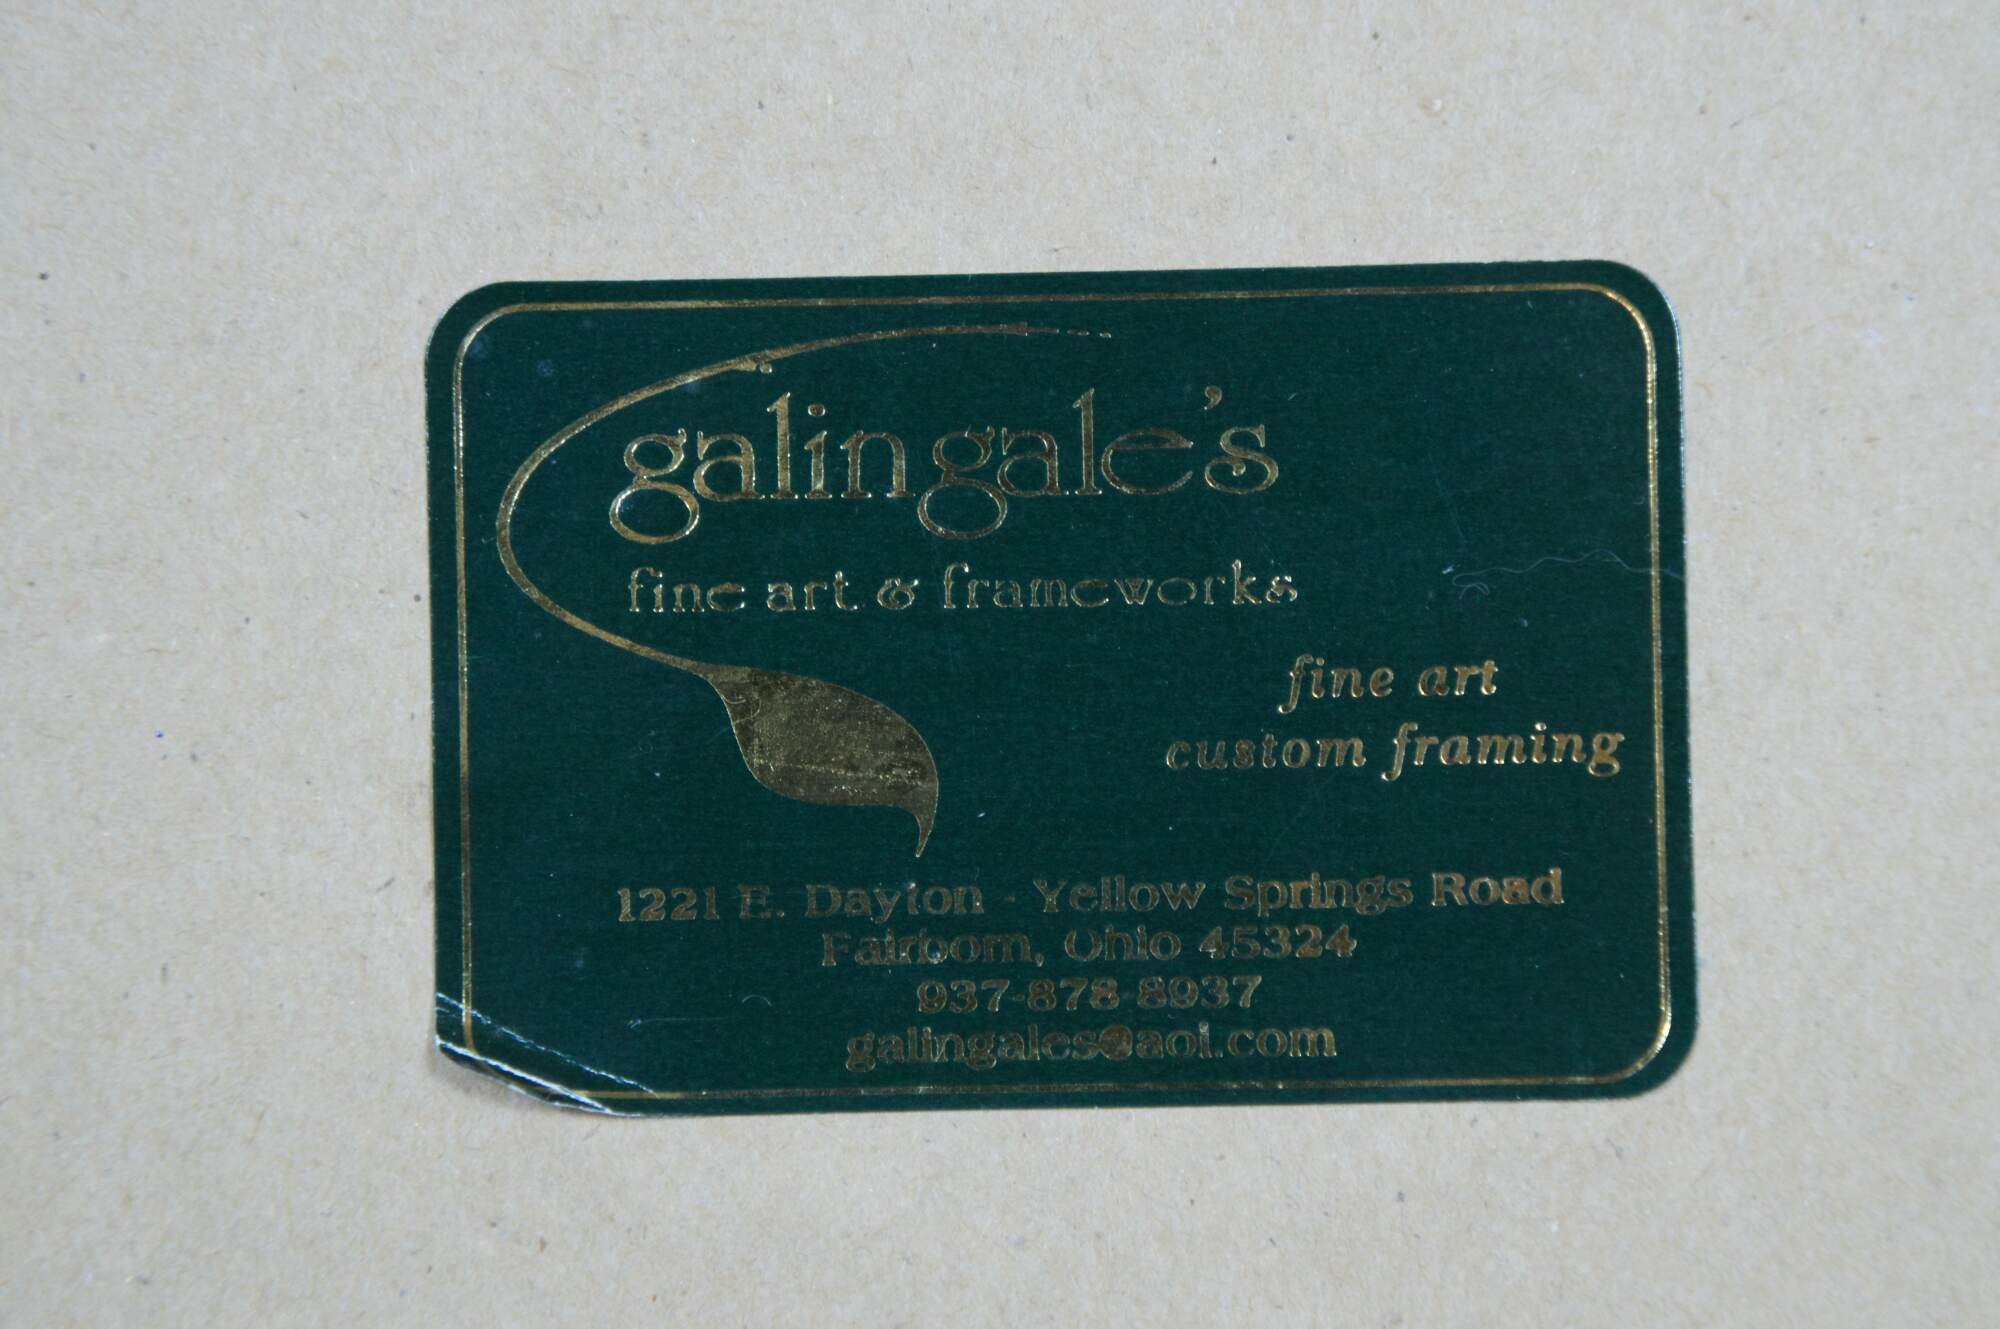 galingale's
fine art & frameworks
fine art
custom framing
1221 E. Dayton - Yellow Springs Road
Fairborn, Ohio 45324
937-878-8937
galingales@aol.com